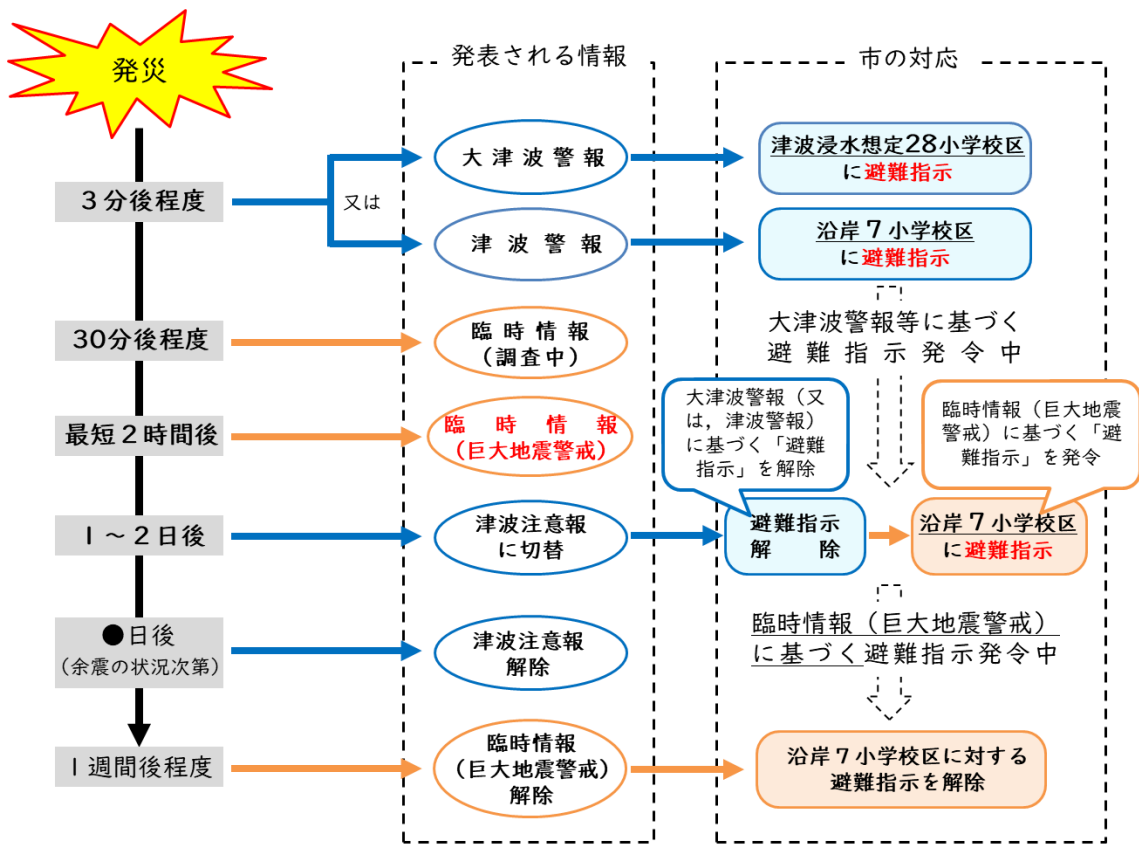 発災
発表される情報
市の対応
3分後程度
又は
大津波警報
津波浸水想定28小学校区
に避難指示
津波警報
沿岸7小学校区
に避難指示
30分後程度
臨時情報
(調査中)
大津波警報等に基づく
避難指示発令中
最短2時間後
臨時情報
(巨大地震警戒)
大津波警報(又
は,津波警報)
に基づく「避難
指示」を解除
臨時情報(巨大地震
警戒)に基づく「避
難指示」を発令
1～2日後
津波注意報
に切替
避難指示
解除
沿岸7小学校区
に避難指示
●日後
(余震の状況次第)
津波注意報
解除
臨時情報(巨大地震警戒)
に基づく避難指示発令中
1週間後程度
臨時情報
(巨大地震警戒)
解除
沿岸7小学校区に対する
避難指示を解除